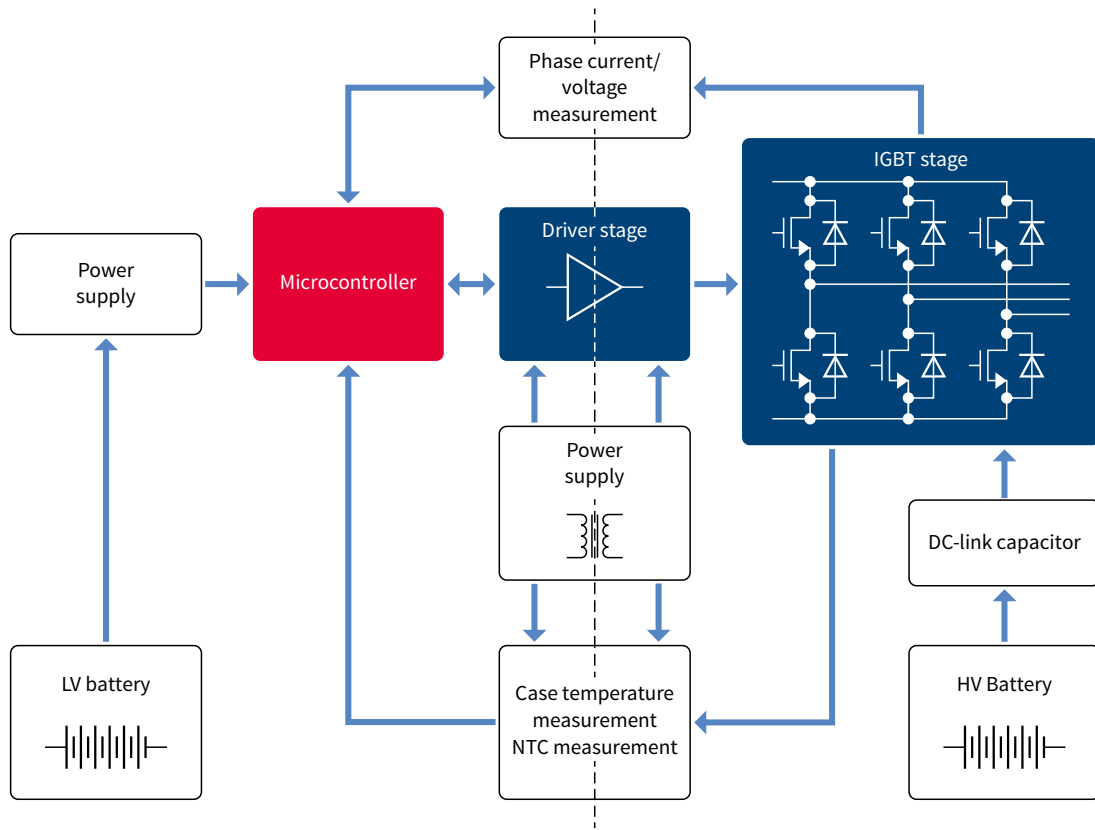 Phase current/
voltage
measurement
IGBT stage
Driver stage
Power
supply
Microcontroller
Power
supply
DC-link capacitor
LV battery
Case temperature
measurement
NTC measurement
HV Battery